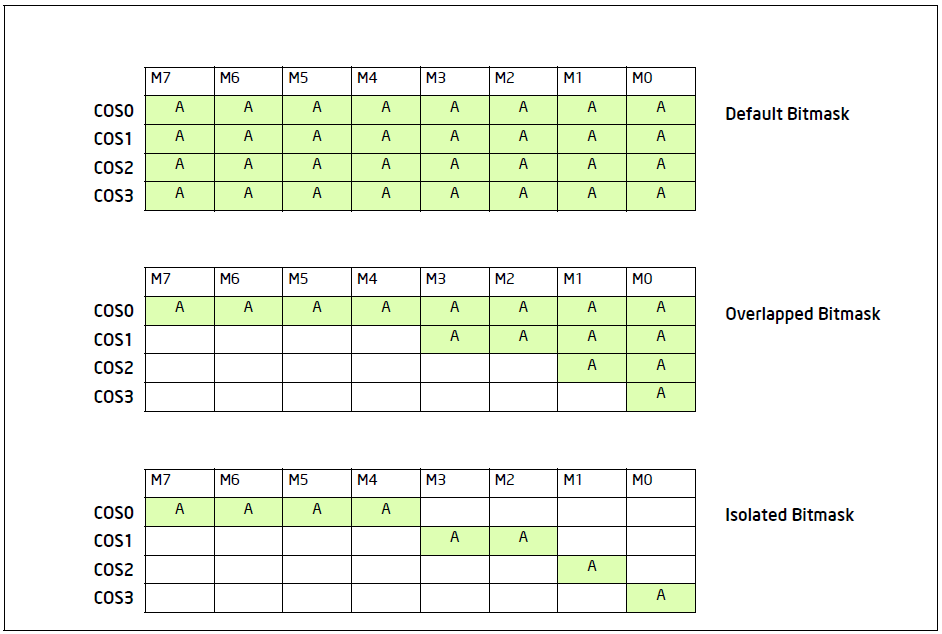 M7 M6 M5 M4 M3 M2 M1 M0
COS0 A A A A A A A A Default Bitmask
COS1 A A A A A A A A
COS2 A A A A A A A A
COS3 A A A A A A A A
M7 M6 M5 M4 M3 M2 M1 M0
COS0 A A A A A A A A Overlapped Bitmask
COS1 A A A A
COS2 A A
COS3 A
M7 M6 M5 M4 M3 M2 M1 M0
COS0 A A A A Isolated Bitmask
COS1 A A
COS2 A
COS3 A